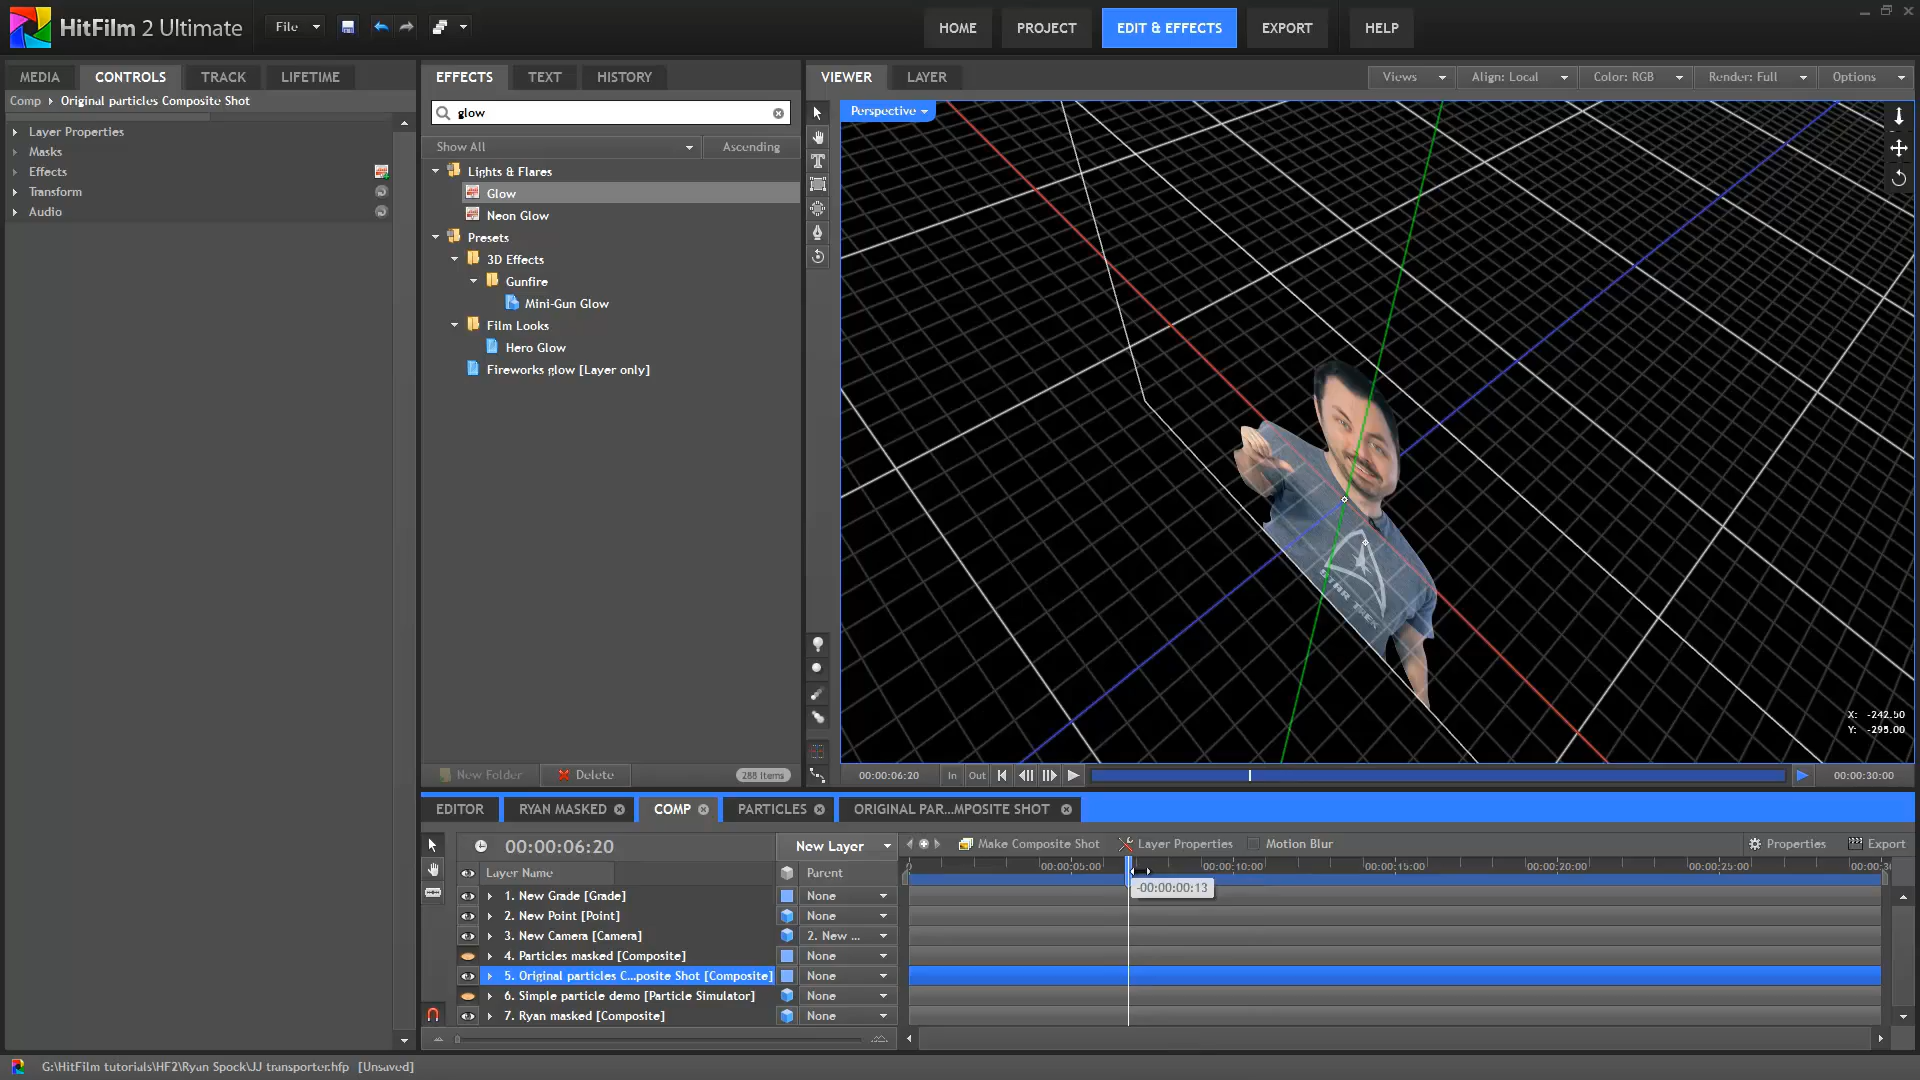 HitFilm 2 Ultimate
File
HOME
PROJECT
EDIT & EFFECTS
EXPORT
HELP
MEDIA
CONTROLS
TRACK
LIFETIME
Comp
Original particles Composite Shot
Layer Properties
Masks
Effects
Transform
Audio
EFFECTS
TEXT
HISTORY
glow
Show All
Ascending
Lights & Flares
Glow
Neon Glow
Presets
3D Effects
Gunfire
Mini-Gun Glow
Film Looks
Hero Glow
Fireworks glow [Layer only]
New Folder
Delete
288 Items
VIEWER
LAYER
Views
Align: Local
Color: RGB
Render: Full
Options
Perspective
STAR TREK
X: -242.50
Y: -295.00
00:00:06:20
In
Out
00:00:30:00
EDITOR
RYAN MASKED
COMP
PARTICLES
ORIGINAL PAR...MPOSITE SHOT
00:00:06:20
New Layer
Make Composite Shot
Layer Properties
Motion Blur
Properties
Export
Layer Name
Parent
0
00:00:05:00
00:00:10:00
00:00:15:00
00:00:20:00
00:00:25:00
00:00:30
-00:00:00:13
1. New Grade [Grade]
None
2. New Point [Point]
None
3. New Camera [Camera]
2. New ...
4. Particles masked [Composite]
None
5. Original particles C...posite Shot [Composite]
None
6. Simple particle demo [Particle Simulator]
None
7. Ryan masked [Composite]
None
G:\HitFilm tutorials\HF2\Ryan Spock\JJ transporter.hfp [Unsaved]